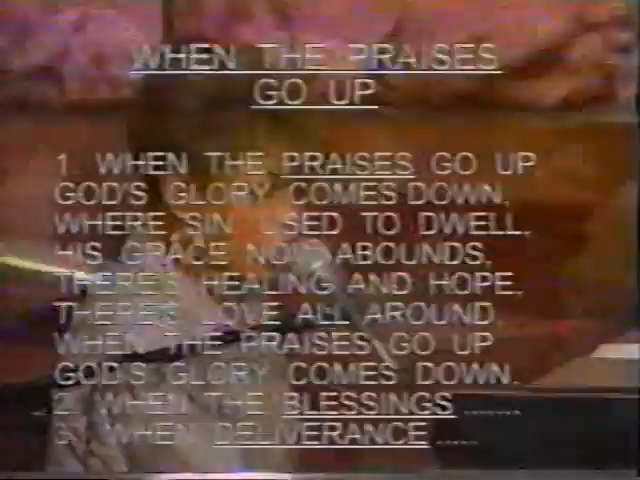 WHEN THE PRAISES
GO UP
1. WHEN THE PRAISES GO UP
GOD'S GLORY COMES DOWN,
WHERE SIN USED TO DWELL,
HIS GRACE NOW ABOUNDS,
THERE'S HEALING AND HOPE,
THERE'S LOVE ALL AROUND,
WHEN THE PRAISES GO UP
GOD'S GLORY COMES DOWN.
2. WHEN THE BLESSINGS ......
3. WHEN DELIVERANCE .....